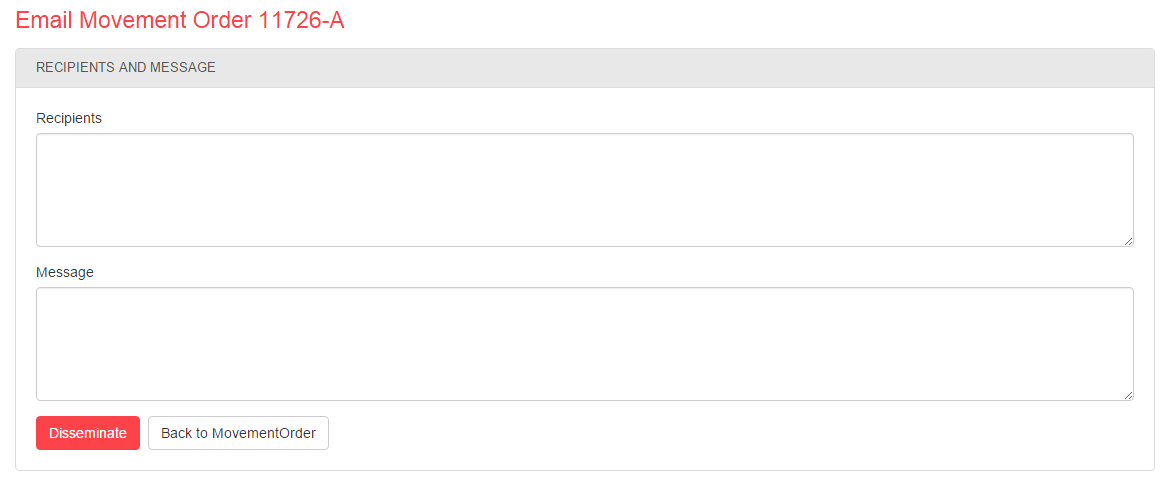 Email Movement Order 11726-A
RECIPIENTS AND MESSAGE
Recipients
Message
Disseminate Back to MovementOrder